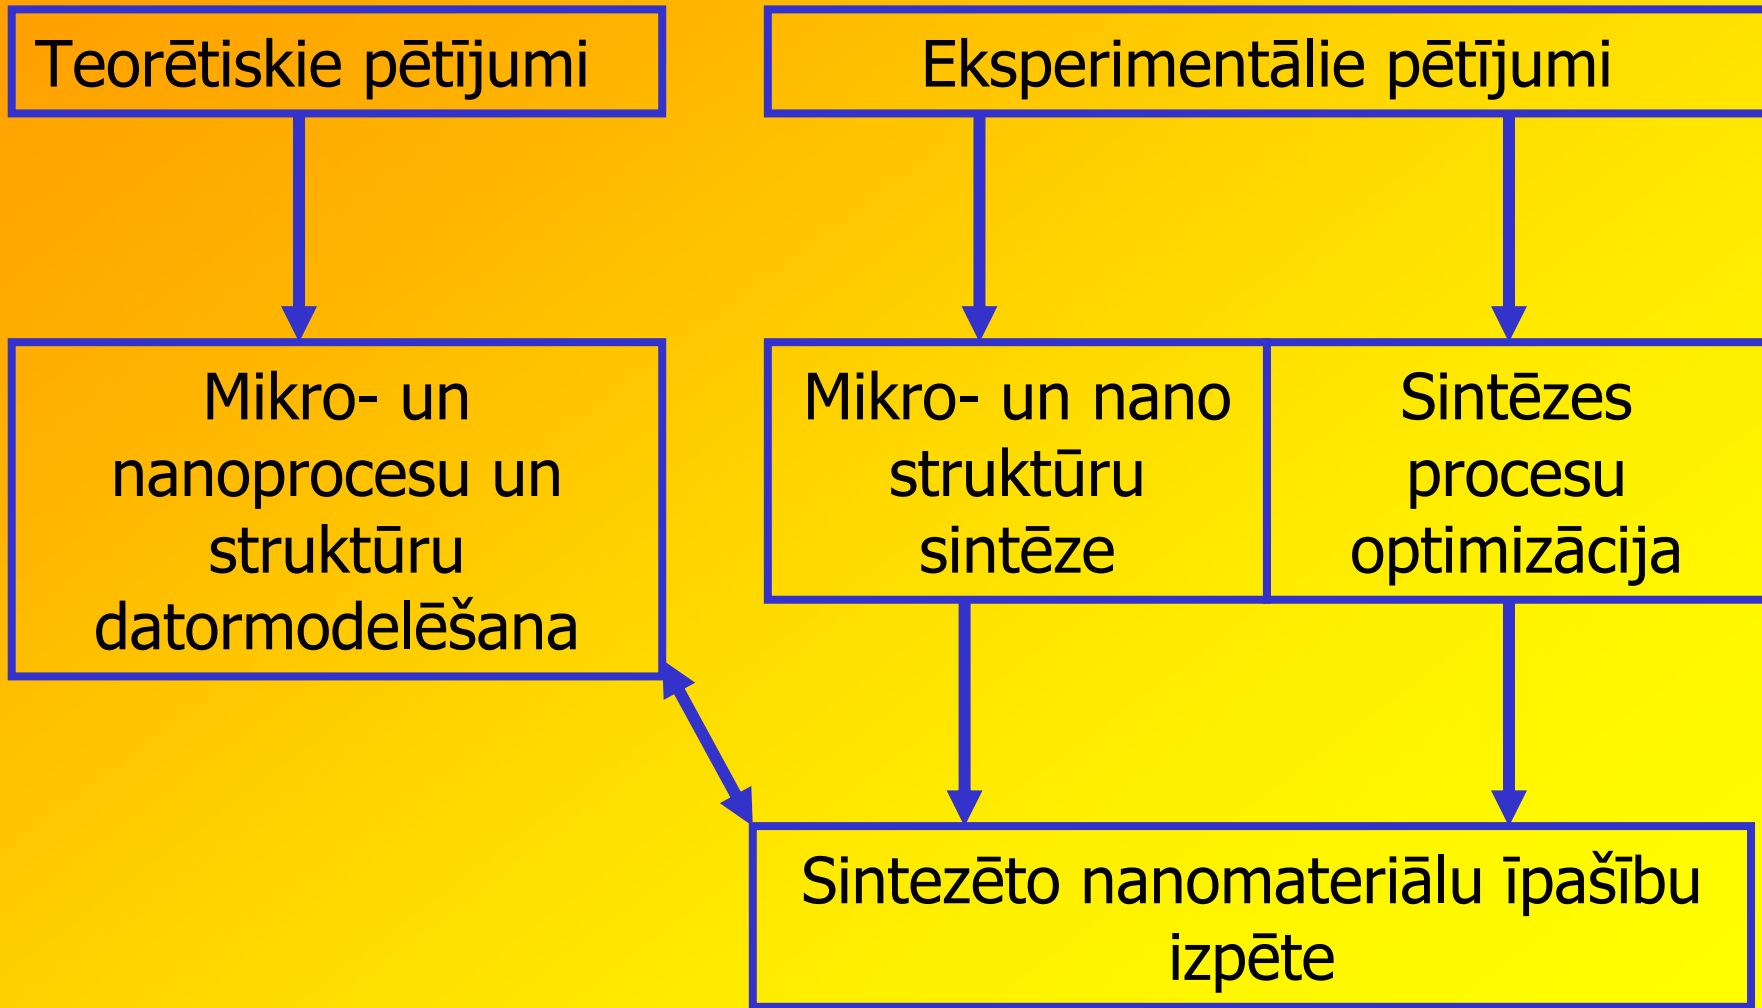 Teorētiskie pētījumi
Eksperimentālie pētījumi
Mikro- un
nanoprocesu un
struktūru
datormodelēšana
Mikro- un nano
struktūru
sintēze
Sintēzes
procesu
optimizācija
Sintezēto nanomateriālu īpašību
izpēte